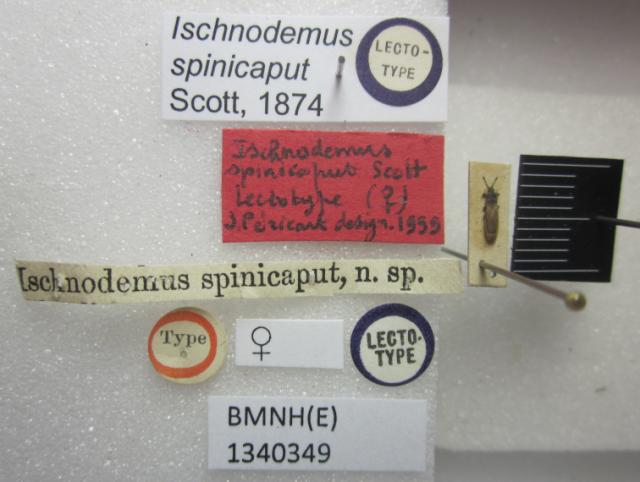 Ischnodemus
spinicaput
Scott, 1874
LECTO-
TYPE
Ischnodemus
spinicaput Scott
Lectotype (♀)
J. Péricart design. 1999
Ischnodemus spinicaput, n. sp.
Type
♀
LECTO-
TYPE
BMNH(E)
1340349